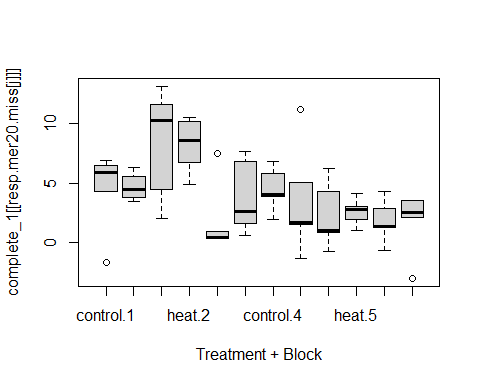 complete_1[[resp.mer20.miss[j]]]
10
5
0
control.1 heat.2 control.4 heat.5
Treatment + Block